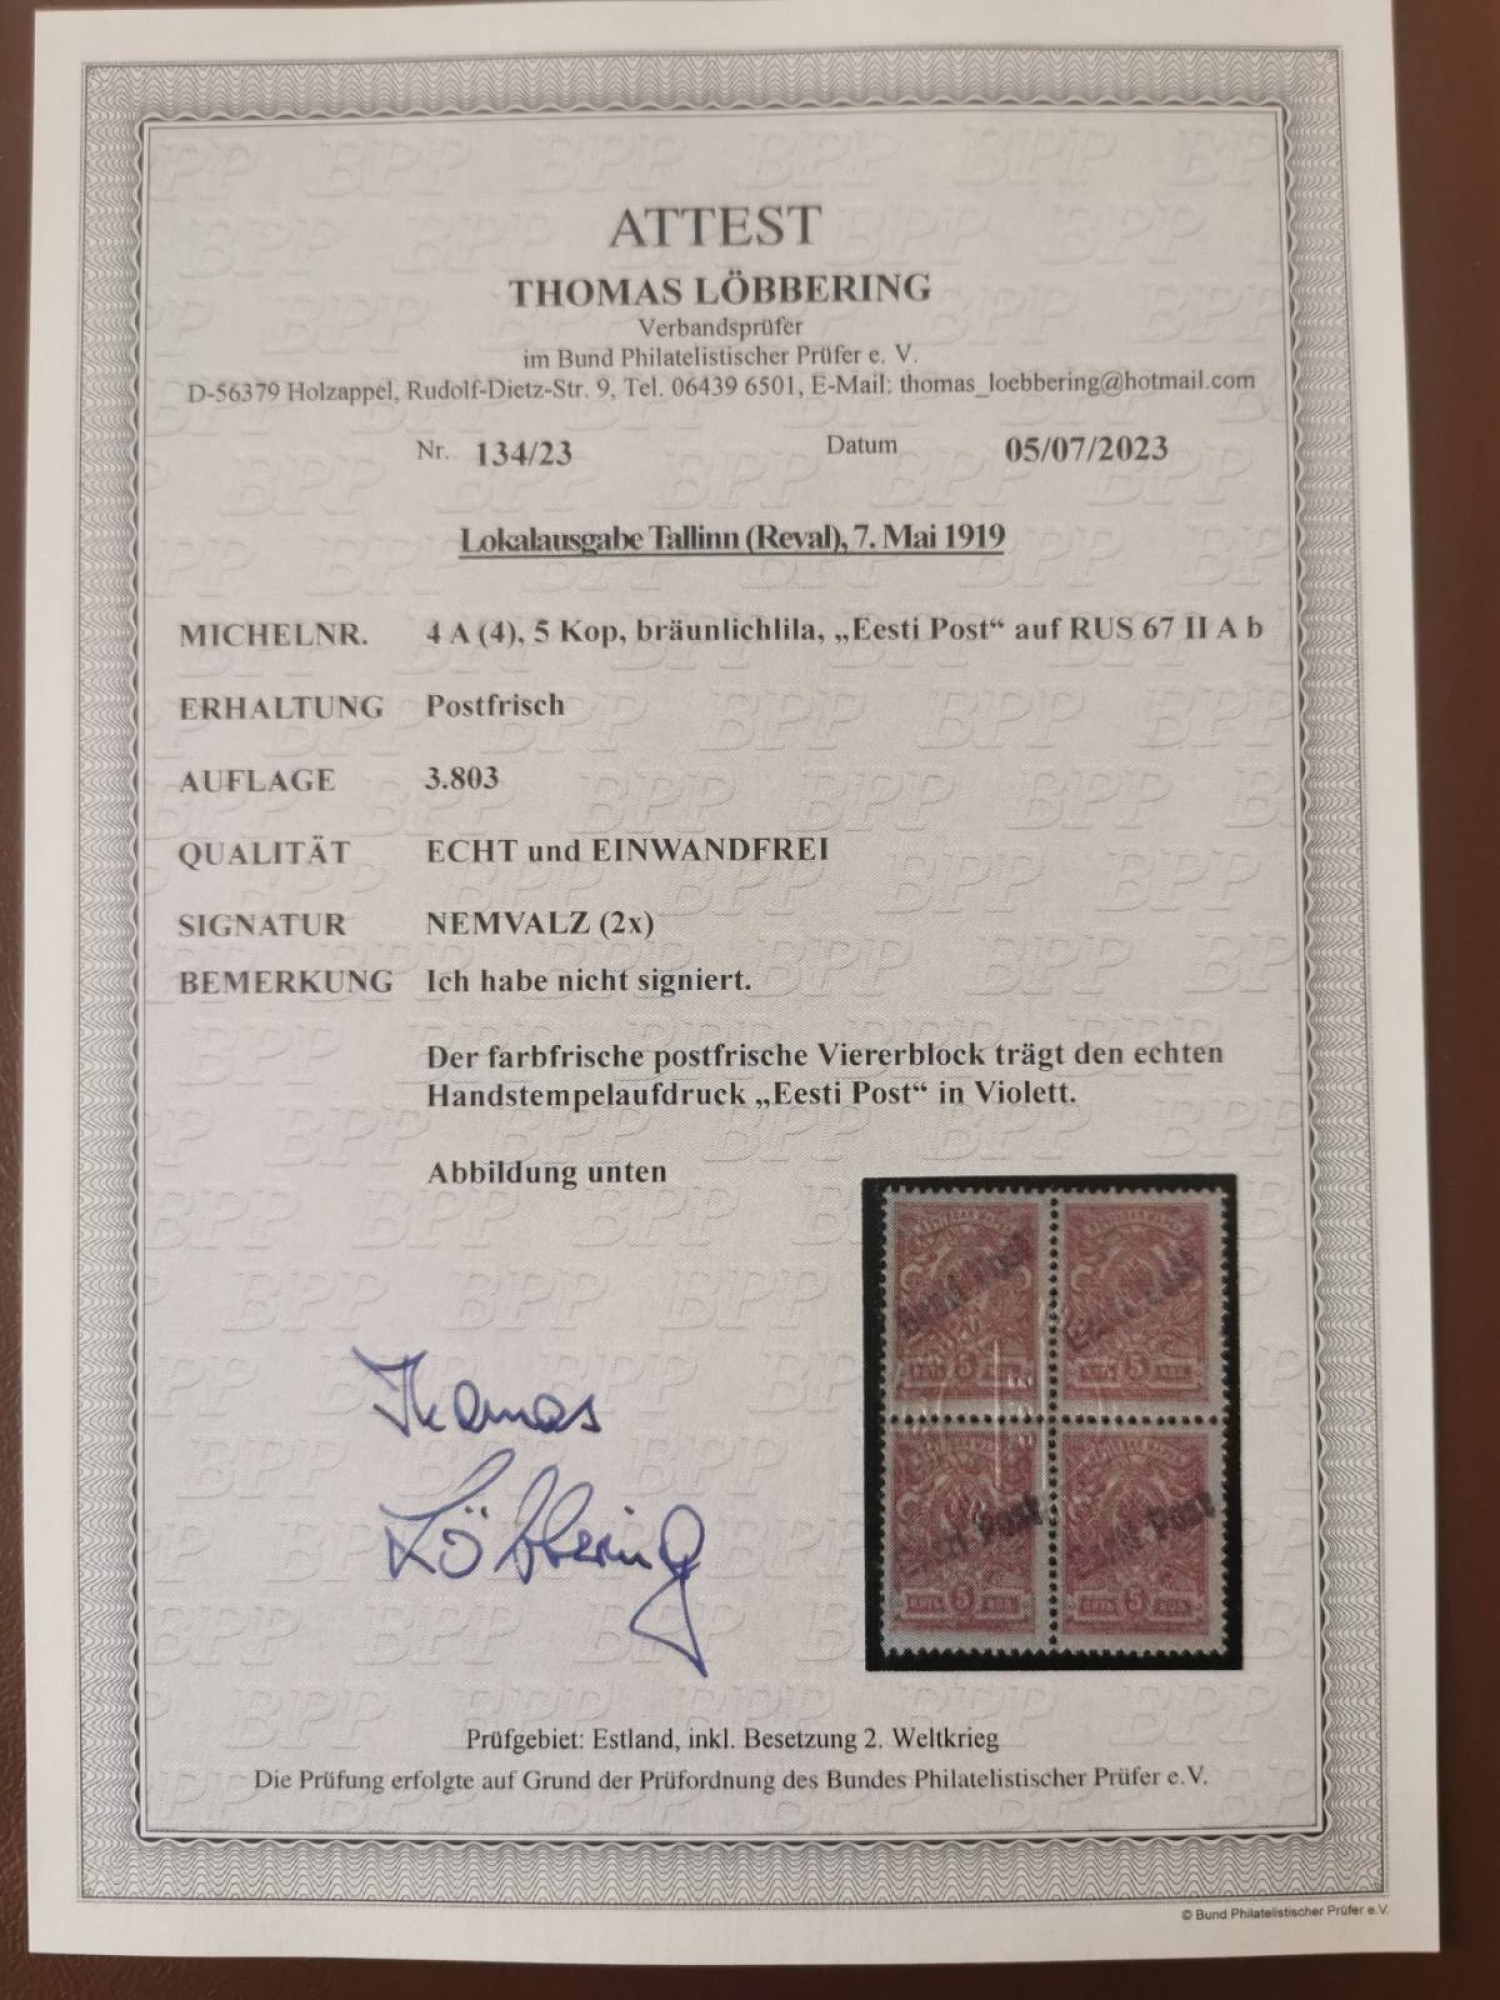 ATTEST
THOMAS LÖBBERING
Verbandsprüfer
im Bund Philatelistischer Prüfer e. V.
D-56379 Holzappel, Rudolf-Dietz-Str. 9, Tel. 06439 6501, E-Mail: thomas_loebbering@hotmail.com
Nr. 134/23 Datum 05/07/2023
Lokalausgabe Tallinn (Reval), 7. Mai 1919
MICHELNR. 4 A (4), 5 Kop, bräunlichlila, „Eesti Post“ auf RUS 67 II A b
ERHALTUNG Postfrisch
AUFLAGE 3.803
QUALITÄT ECHT und EINWANDFREI
SIGNATUR NEMVALZ (2x)
BEMERKUNG Ich habe nicht signiert.
Der farbfrische postfrische Viererblock trägt den echten
Handstempelaufdruck „Eesti Post“ in Violett.
Abbildung unten
Thomas
Löbbering
Prüfgebiet: Estland, inkl. Besetzung 2. Weltkrieg
Die Prüfung erfolgte auf Grund der Prüfordnung des Bundes Philatelistischer Prüfer e.V.
© Bund Philatelistischer Prüfer e.V.